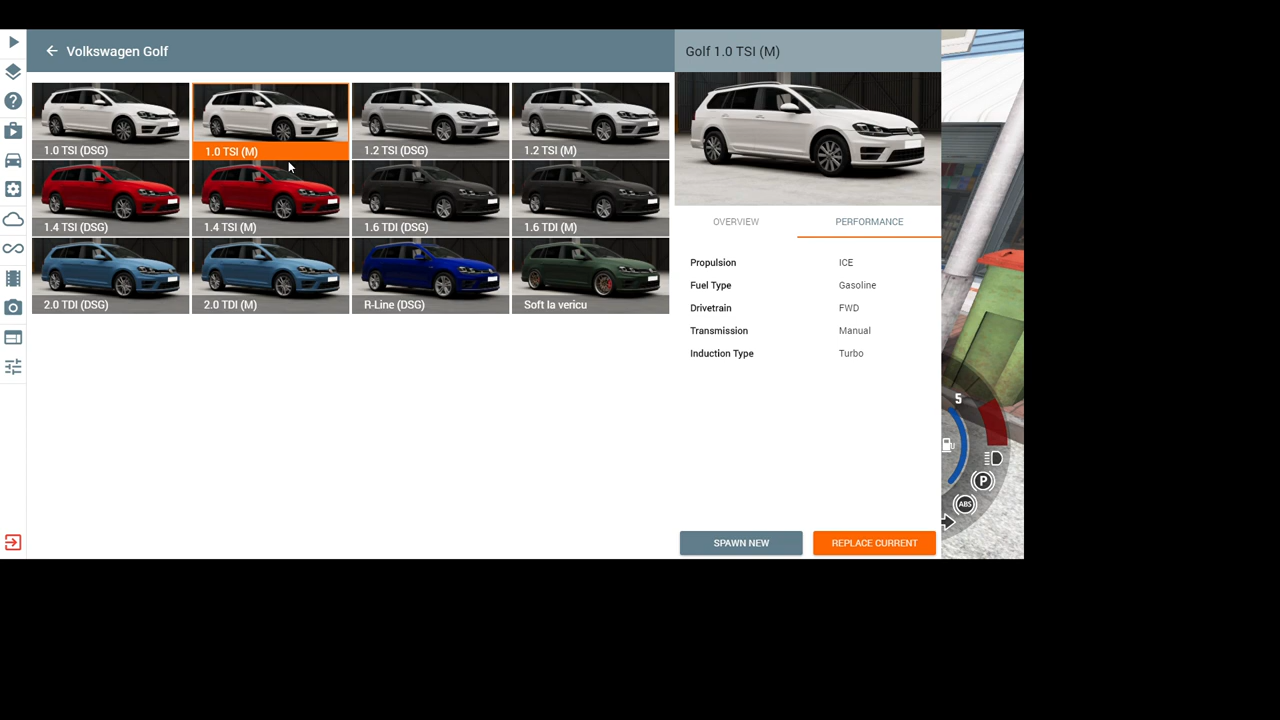 Volkswagen Golf
1.0 TSI (DSG)
1.0 TSI (M)
1.2 TSI (DSG)
1.2 TSI (M)
1.4 TSI (DSG)
1.4 TSI (M)
1.6 TDI (DSG)
1.6 TDI (M)
2.0 TDI (DSG)
2.0 TDI (M)
R-Line (DSG)
Soft la vericu
Golf 1.0 TSI (M)
OVERVIEW PERFORMANCE
Propulsion ICE
Fuel Type Gasoline
Drivetrain FWD
Transmission Manual
Induction Type Turbo
SPAWN NEW REPLACE CURRENT
5
P
ABS